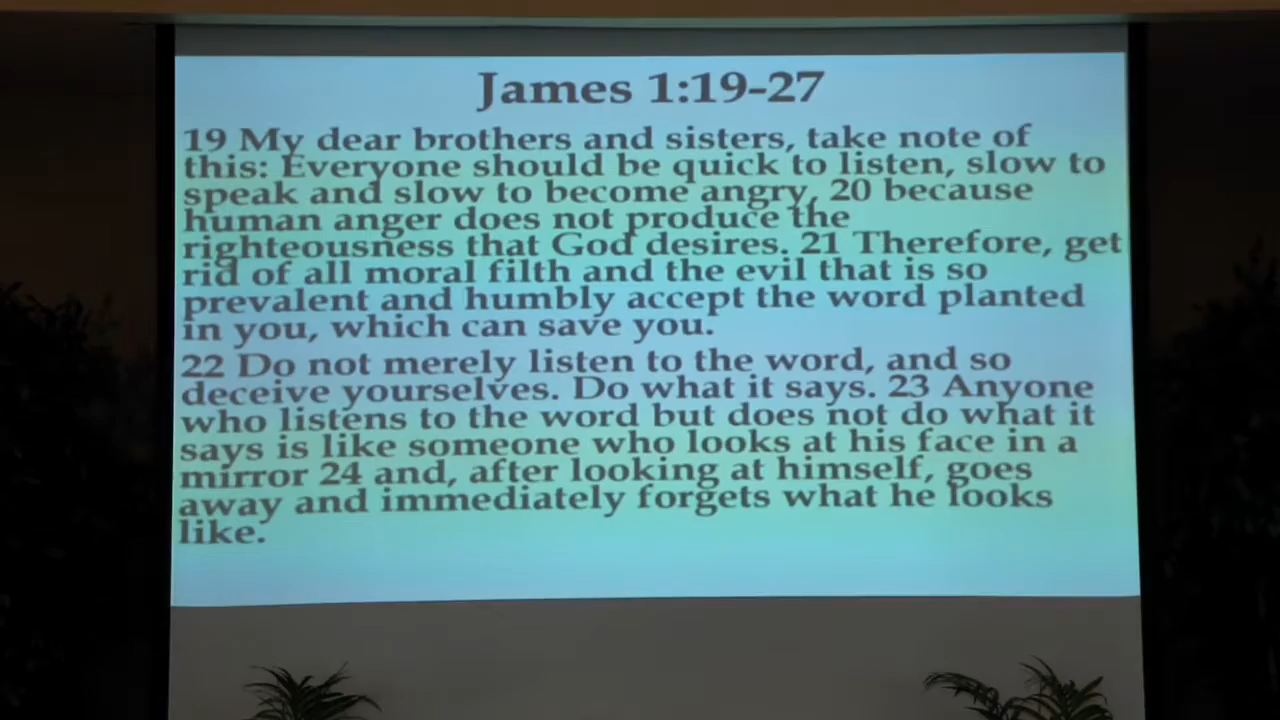 James 1:19-27
19 My dear brothers and sisters, take note of
this: Everyone should be quick to listen, slow to
speak and slow to become angry, 20 because
human anger does not produce the
righteousness that God desires. 21 Therefore, get
rid of all moral filth and the evil that is so
prevalent and humbly accept the word planted
in you, which can save you.
22 Do not merely listen to the word, and so
deceive yourselves. Do what it says. 23 Anyone
who listens to the word but does not do what it
says is like someone who looks at his face in a
mirror 24 and, after looking at himself, goes
away and immediately forgets what he looks
like.